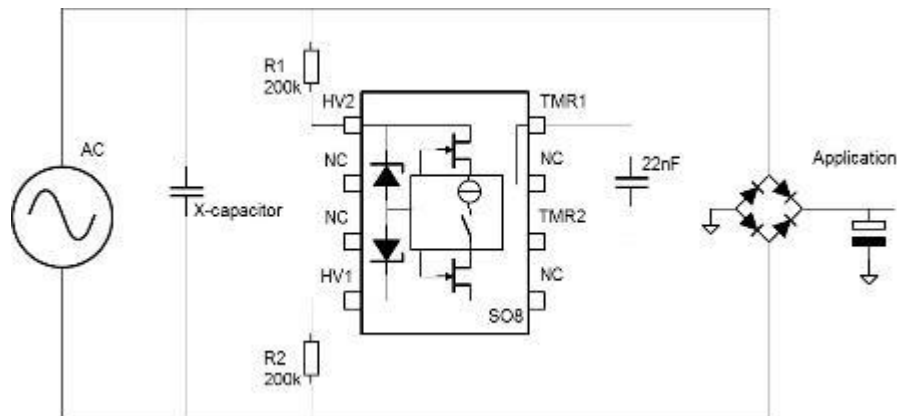 R1
200k
HV2
TMR1
AC
NC
NC
22nF
Application
X-capacitor
NC
TMR2
HV1
NC
SO8
R2
200k